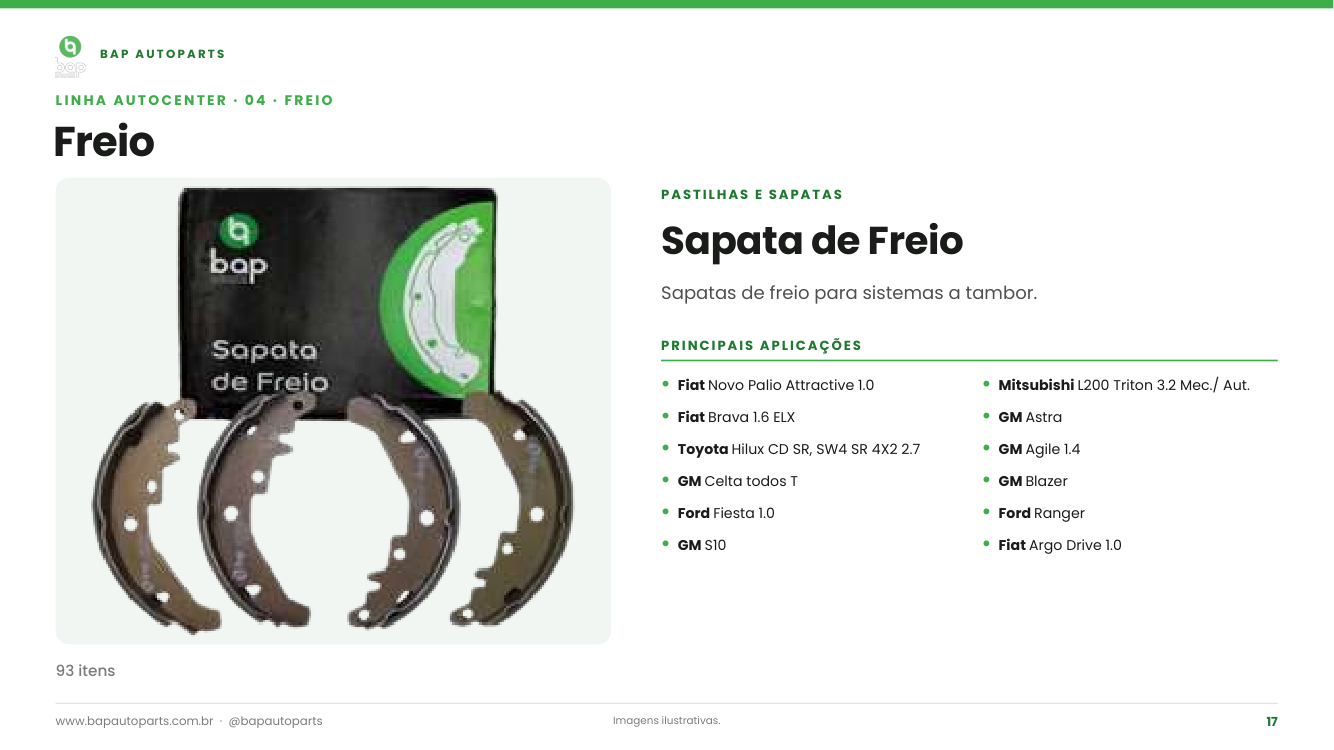 bap
BAP AUTOPARTS
LINHA AUTOCENTER · 04 · FREIO
Freio
bap
Sapata
de Freio
93 itens
PASTILHAS E SAPATAS
Sapata de Freio
Sapatas de freio para sistemas a tambor.
PRINCIPAIS APLICAÇÕES
• Fiat Novo Palio Attractive 1.0
• Fiat Brava 1.6 ELX
• Toyota Hilux CD SR, SW4 SR 4X2 2.7
• GM Celta todos T
• Ford Fiesta 1.0
• GM S10
• Mitsubishi L200 Triton 3.2 Mec./ Aut.
• GM Astra
• GM Agile 1.4
• GM Blazer
• Ford Ranger
• Fiat Argo Drive 1.0
www.bapautoparts.com.br · @bapautoparts
Imagens ilustrativas.
17